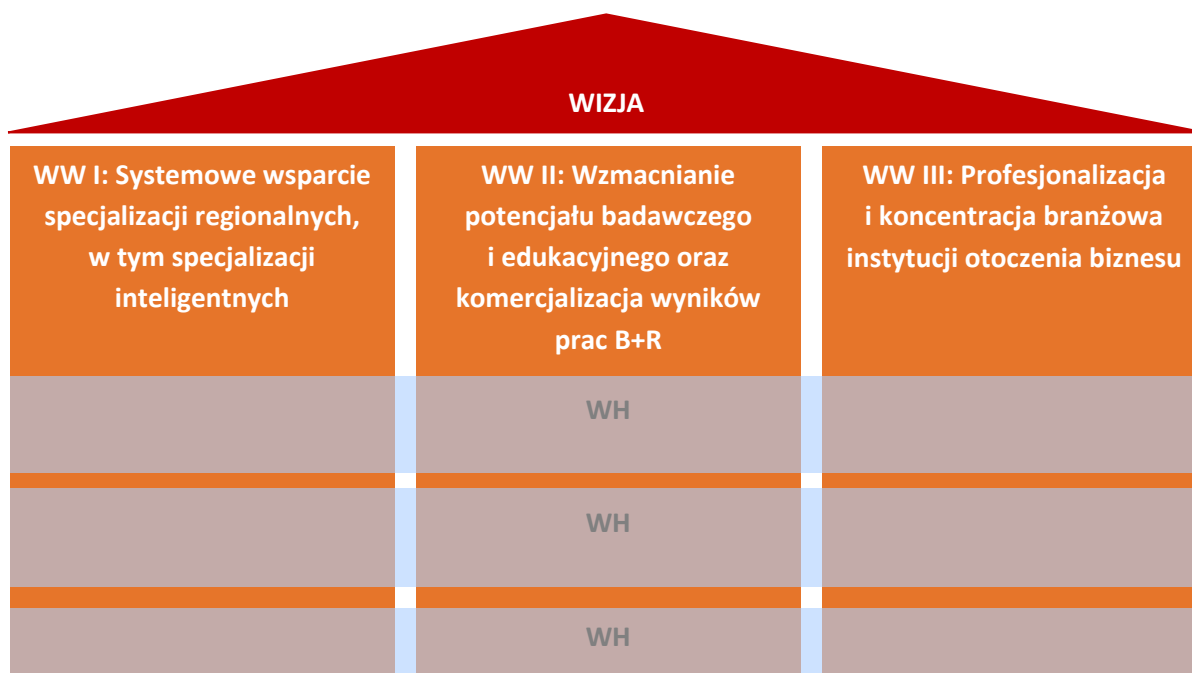 WIZJA
WW I: Systemowe wsparcie
specjalizacji regionalnych,
w tym specjalizacji
inteligentnych
WW II: Wzmacnianie
potencjału badawczego
i edukacyjnego oraz
komercjalizacja wyników
prac B+R
WW III: Profesjonalizacja
i koncentracja branżowa
instytucji otoczenia biznesu
WH
WH
WH